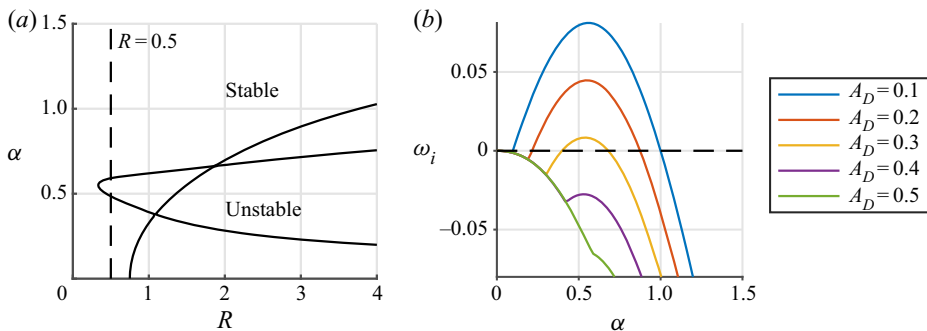 (a)
1.5
1.0
0.5
0
1
2
3
4
α
R
R = 0.5
Stable
Unstable
(b)
0.05
0
−0.05
ω_i
0
0.5
1.0
1.5
α
A_D = 0.1
A_D = 0.2
A_D = 0.3
A_D = 0.4
A_D = 0.5